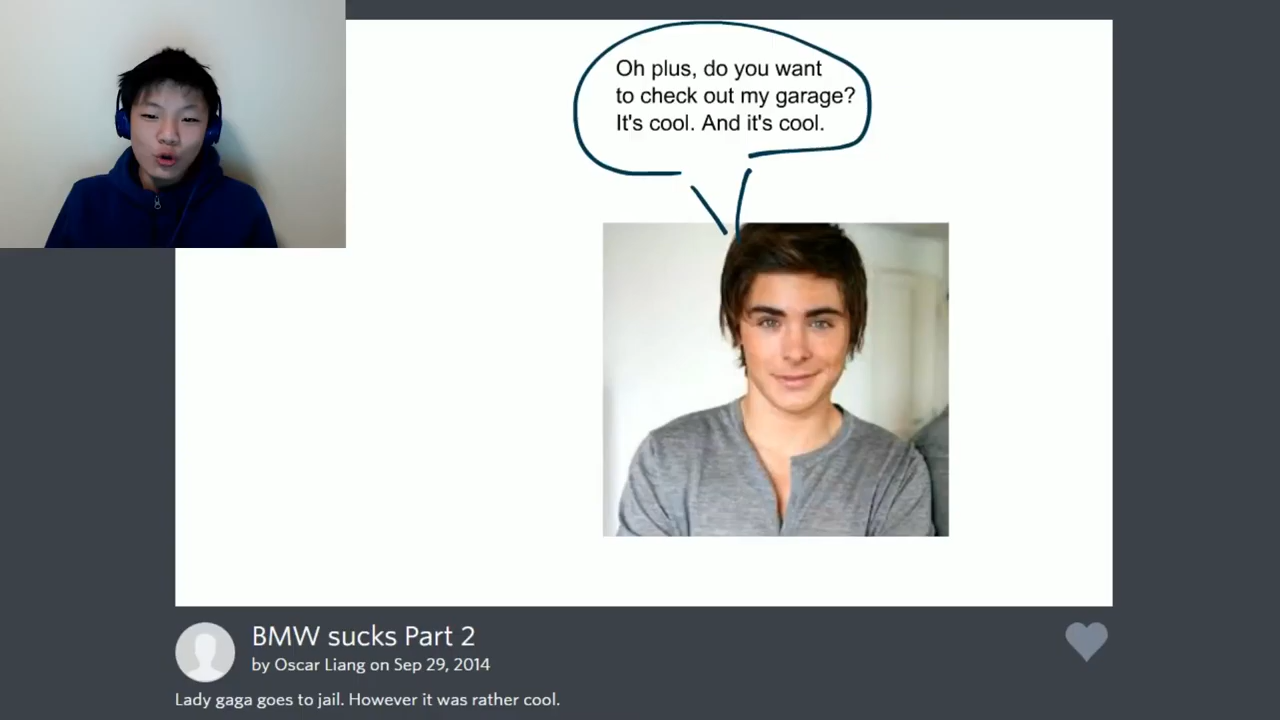 Oh plus, do you want
to check out my garage?
It's cool. And it's cool.
BMW sucks Part 2
by Oscar Liang on Sep 29, 2014
Lady gaga goes to jail. However it was rather cool.